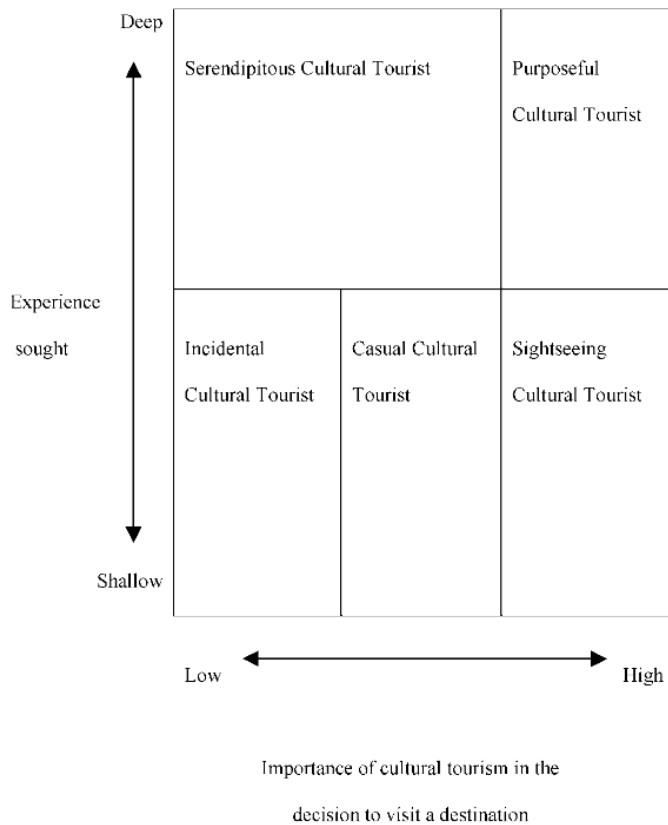 Deep
Serendipitous Cultural Tourist
Purposeful
Cultural Tourist
Experience
sought
Incidental
Cultural Tourist
Casual Cultural
Tourist
Sightseeing
Cultural Tourist
Shallow
Low
High
Importance of cultural tourism in the
decision to visit a destination